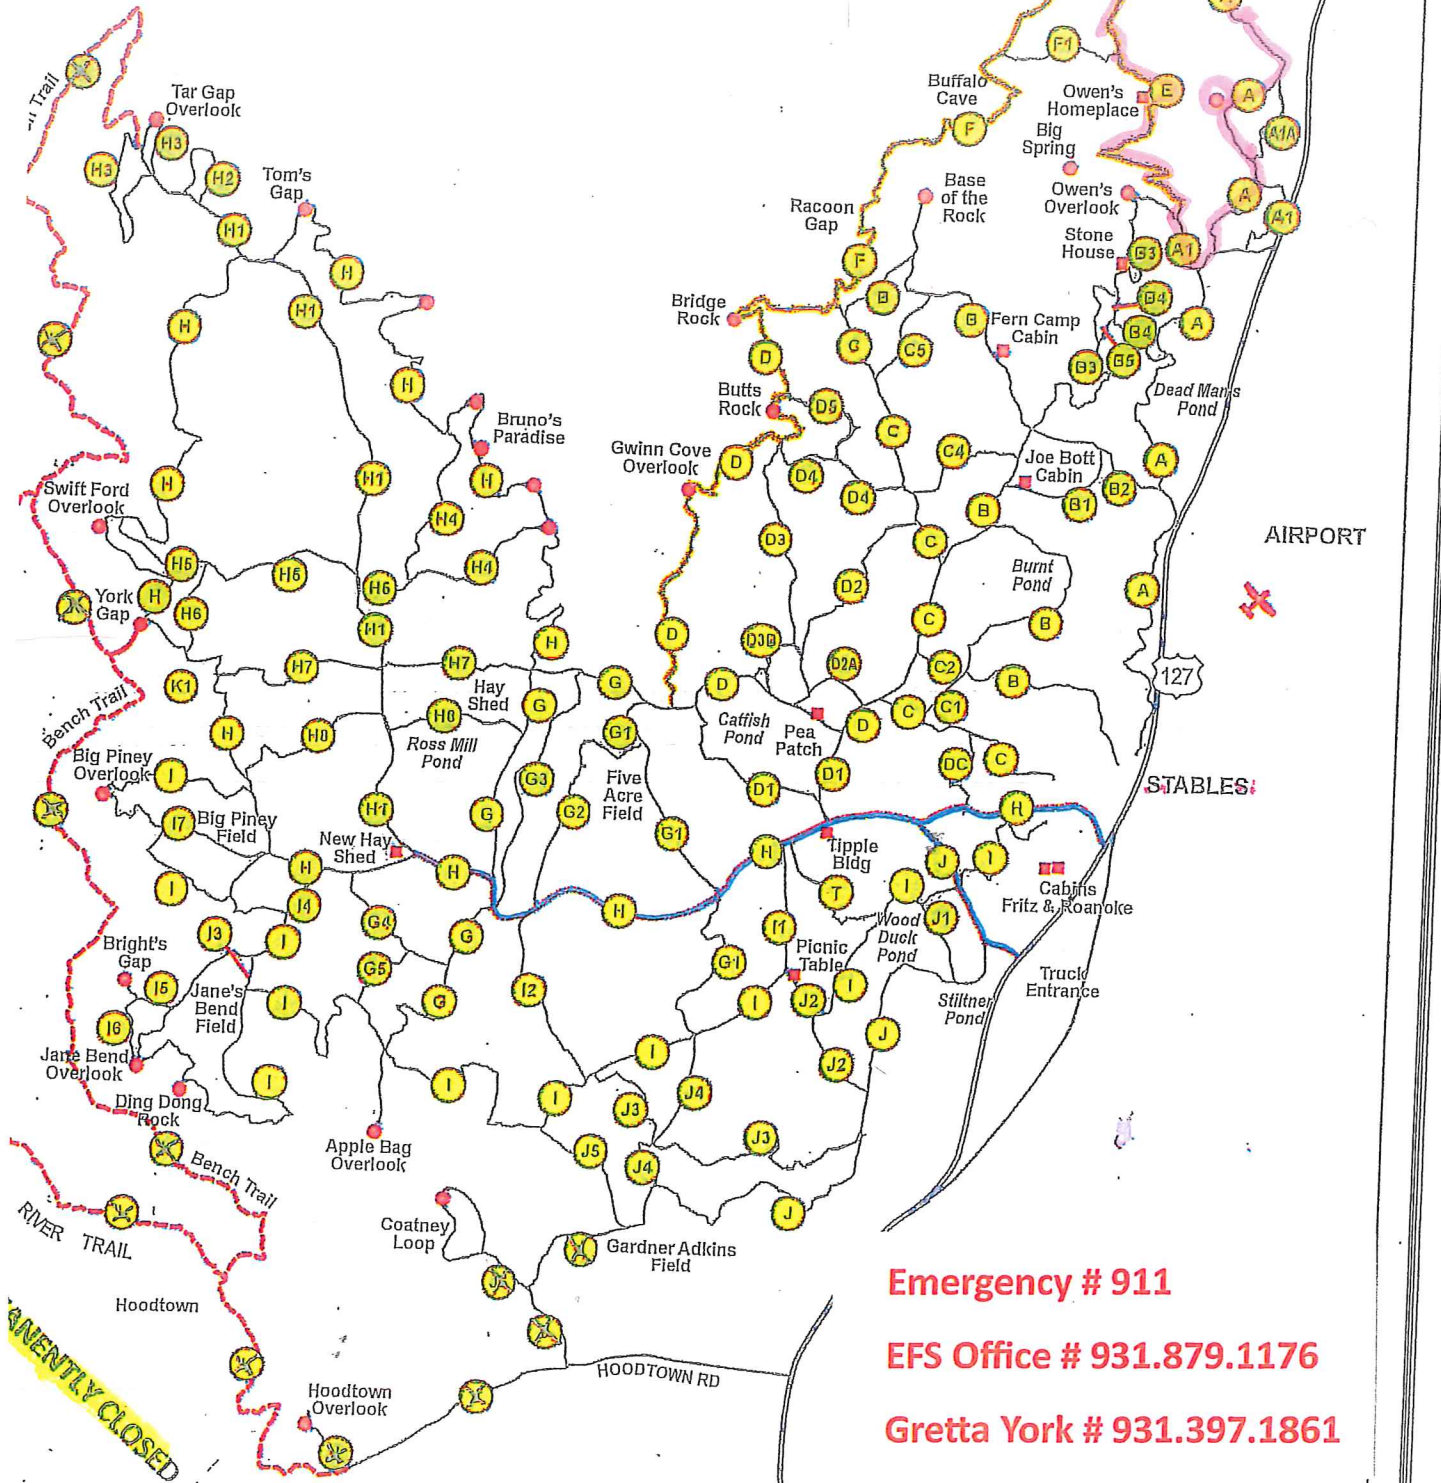 F1
Buffalo
Cave
Owen's
Homeplace
E
A
F
A1A
Trail
Tar Gap
Overlook
H3
H3
H2
Tom's
Gap
Big
Spring
Base
of the
Rock
Owen's
Overlook
A
A1
Racoon
Gap
H1
Stone
House
B3
A1
F
H
H1
B
B4
Bridge
Rock
H
B
Fern Camp
Cabin
A
B4
C5
D
B3
B5
H
Dead Man's
Pond
Butts
Rock
D5
Bruno's
Paradise
C
Gwinn Cove
Overlook
D
C4
Joe Bott
Cabin
A
H
H1
H
D4
D4
B2
B1
Swift Ford
Overlook
B
H4
AIRPORT
D3
C
H5
H5
H4
Burnt
Pond
H6
D2
A
York
Gap
H
H6
C
B
H1
D
H
D3B
H7
H7
D2A
C2
127
K1
Hay
Shed
G
D
B
G
C
C1
H8
Catfish
Pond
Pea
Patch
D
H
H8
Ross Mill
Pond
G1
Bench Trail
Big Piney
Overlook
I
Five
Acre
Field
G3
D1
D1
DC
C
STABLES
H1
G
G2
H
I7
Big Piney
Field
G1
New Hay
Shed
H
Tipple
Bldg
J
I
H
H
Cabins
Fritz & Roanoke
I
T
I
I4
H
J1
Wood
Duck
Pond
J3
I
G4
G
I1
Bright's
Gap
Picnic
Table
G1
G5
Truck
Entrance
I5
Jane's
Bend
Field
I
G
I2
I
J2
I
Stiltner
Pond
I6
J
Jane Bend
Overlook
I
J2
I
I
I
J4
Ding Dong
Rock
J3
J3
Apple Bag
Overlook
J5
J4
Bench Trail
RIVER TRAIL
Coatney
Loop
J
Gardner Adkins
Field
Hoodtown
Emergency # 911
EFS Office # 931.879.1176
HOODTOWN RD
Hoodtown
Overlook
Gretta York # 931.397.1861
ANENTLY CLOSED